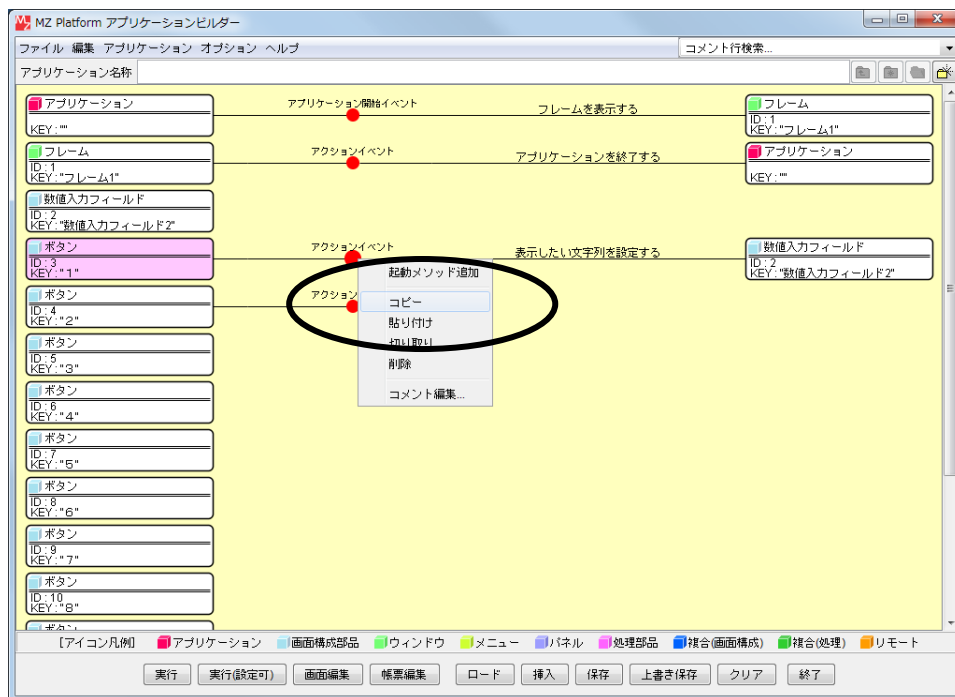 MZ Platform アプリケーションビルダー
ファイル 編集 アプリケーション オプション ヘルプ
コメント行検索...
アプリケーション名称
アプリケーション
KEY:""
アプリケーション開始イベント
フレームを表示する
フレーム
ID:1
KEY:"フレーム1"
フレーム
ID:1
KEY:"フレーム1"
アクションイベント
アプリケーションを終了する
アプリケーション
KEY:""
数値入力フィールド
ID:2
KEY:"数値入力フィールド2"
ボタン
ID:3
KEY:"1"
アクションイベント
表示したい文字列を設定する
数値入力フィールド
ID:2
KEY:"数値入力フィールド2"
ボタン
ID:4
KEY:"2"
アクション
起動メソッド追加
コピー
貼り付け
切り取り
削除
コメント編集...
ボタン
ID:5
KEY:"3"
ボタン
ID:6
KEY:"4"
ボタン
ID:7
KEY:"5"
ボタン
ID:8
KEY:"6"
ボタン
ID:9
KEY:"7"
ボタン
ID:10
KEY:"8"
ボタン
[アイコン凡例] アプリケーション 画面構成部品 ウィンドウ メニュー パネル 処理部品 複合(画面構成) 複合(処理) リモート
実行 実行(設定可) 画面編集 帳票編集 ロード 挿入 保存 上書き保存 クリア 終了